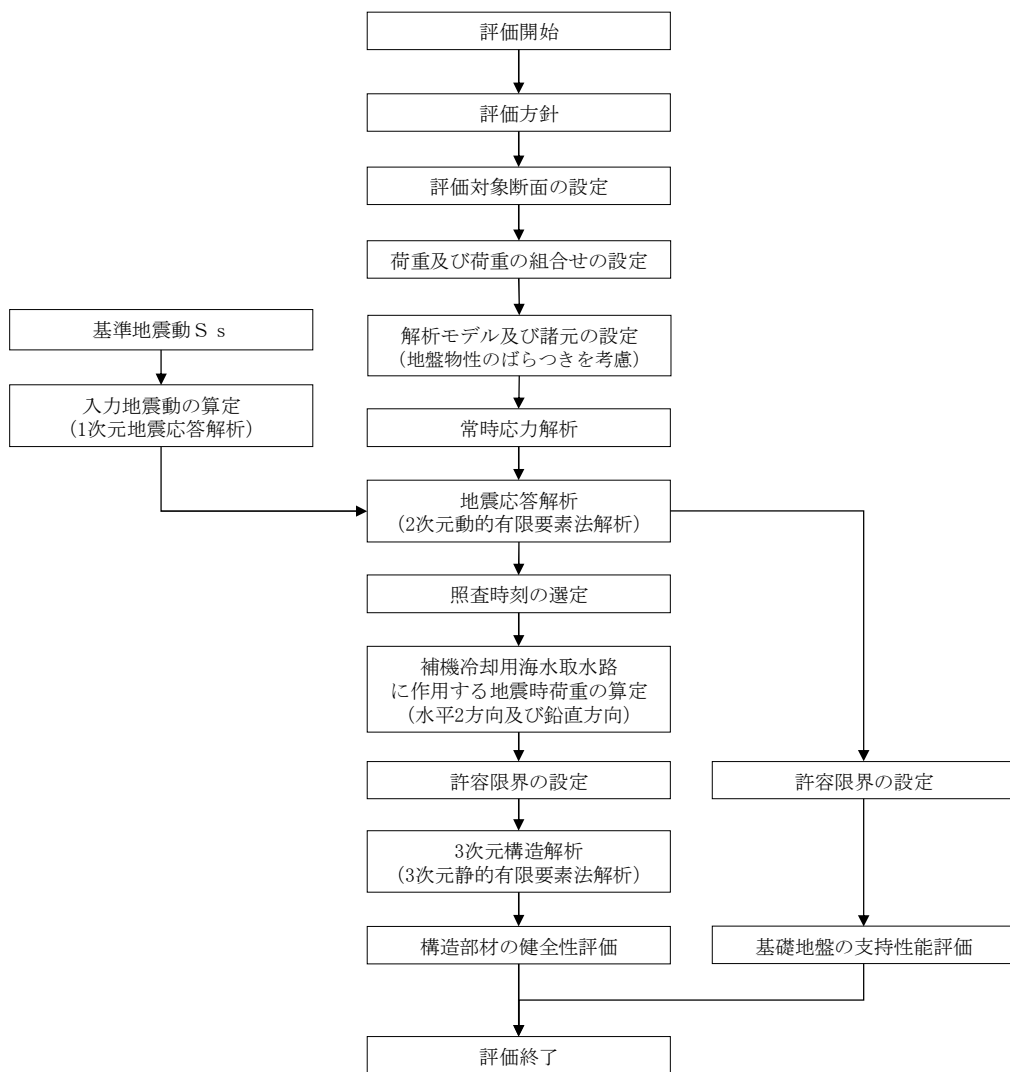 評価開始
評価方針
評価対象断面の設定
荷重及び荷重の組合せの設定
基準地震動Ｓｓ
解析モデル及び諸元の設定
(地盤物性のばらつきを考慮)
入力地震動の算定
(1次元地震応答解析)
常時応力解析
地震応答解析
(2次元動的有限要素法解析)
照査時刻の選定
補機冷却用海水取水路
に作用する地震時荷重の算定
(水平2方向及び鉛直方向)
許容限界の設定
許容限界の設定
3次元構造解析
(3次元静的有限要素法解析)
構造部材の健全性評価
基礎地盤の支持性能評価
評価終了